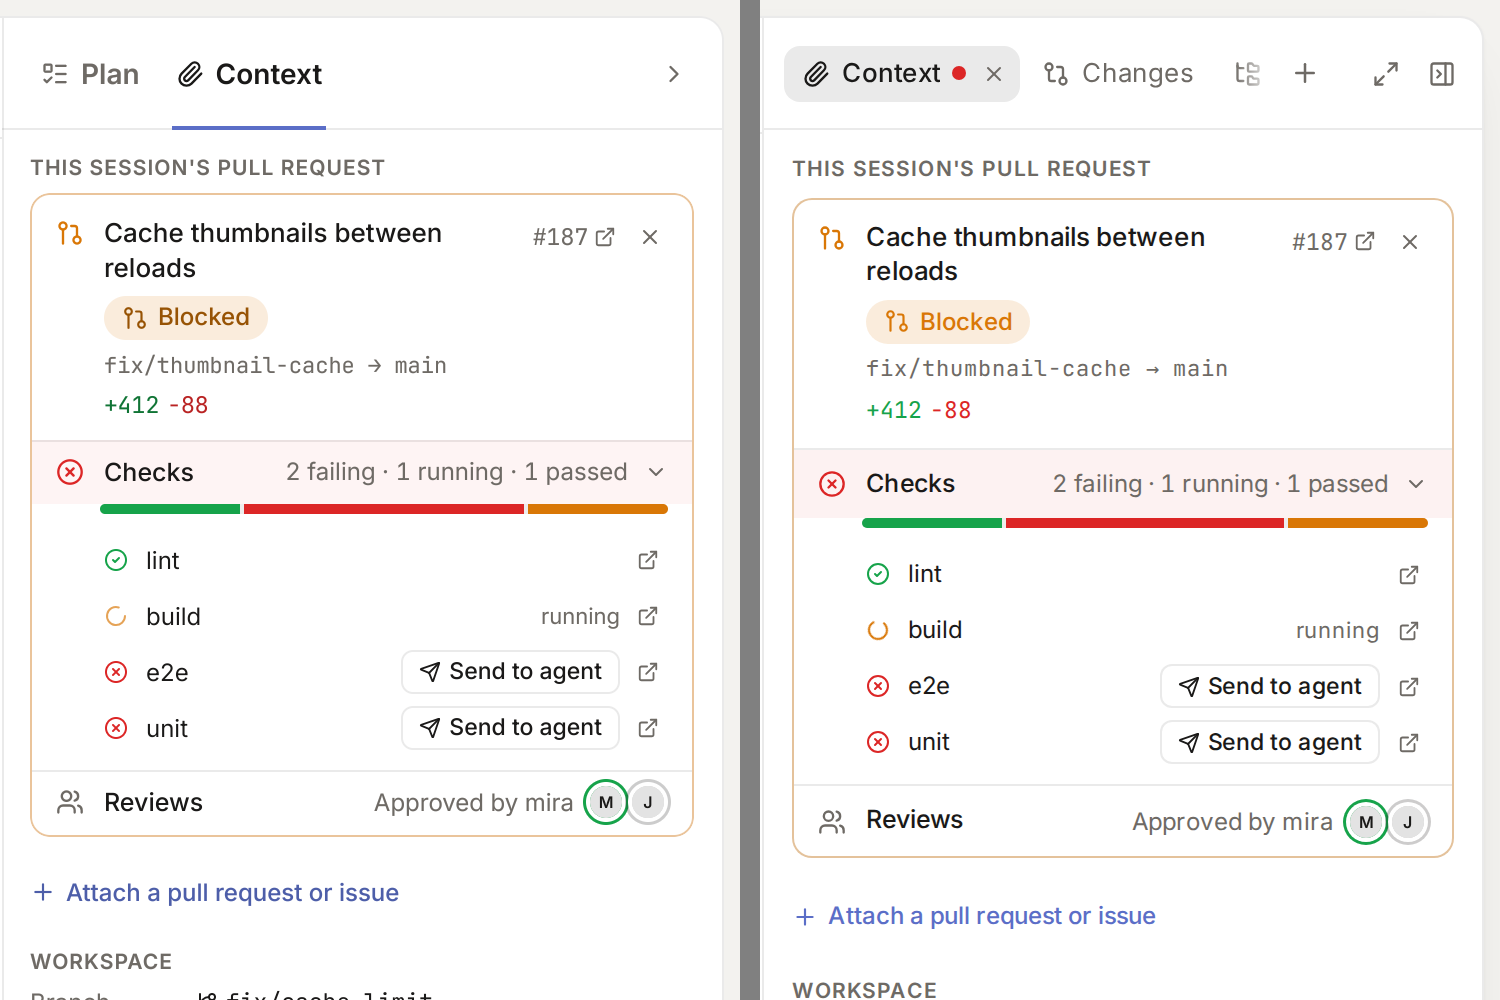 Plan
Context
THIS SESSION'S PULL REQUEST
Cache thumbnails between
reloads
#187
Blocked
fix/thumbnail-cache → main
+412 -88
Checks
2 failing · 1 running · 1 passed
lint
build
running
e2e
Send to agent
unit
Send to agent
Reviews
Approved by mira
M
J
+ Attach a pull request or issue
WORKSPACE
Branch
fix/cache-limit
Context
Changes
THIS SESSION'S PULL REQUEST
Cache thumbnails between
reloads
#187
Blocked
fix/thumbnail-cache → main
+412 -88
Checks
2 failing · 1 running · 1 passed
lint
build
running
e2e
Send to agent
unit
Send to agent
Reviews
Approved by mira
M
J
+ Attach a pull request or issue
WORKSPACE